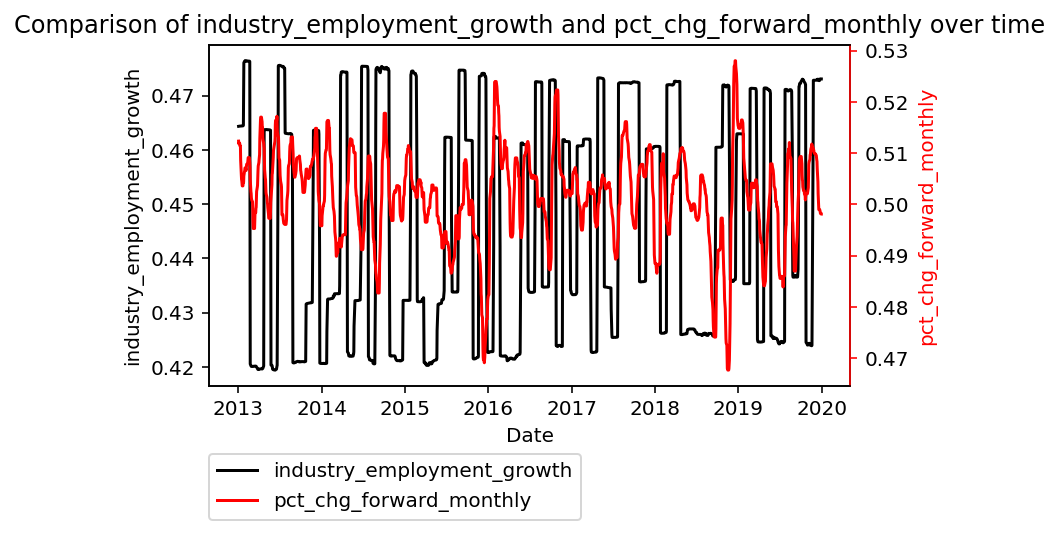 Comparison of industry_employment_growth and pct_chg_forward_monthly over time
industry_employment_growth
0.47
0.46
0.45
0.44
0.43
0.42
0.53
0.52
0.51
0.50
0.49
0.48
0.47
pct_chg_forward_monthly
2013 2014 2015 2016 2017 2018 2019 2020
Date
industry_employment_growth
pct_chg_forward_monthly